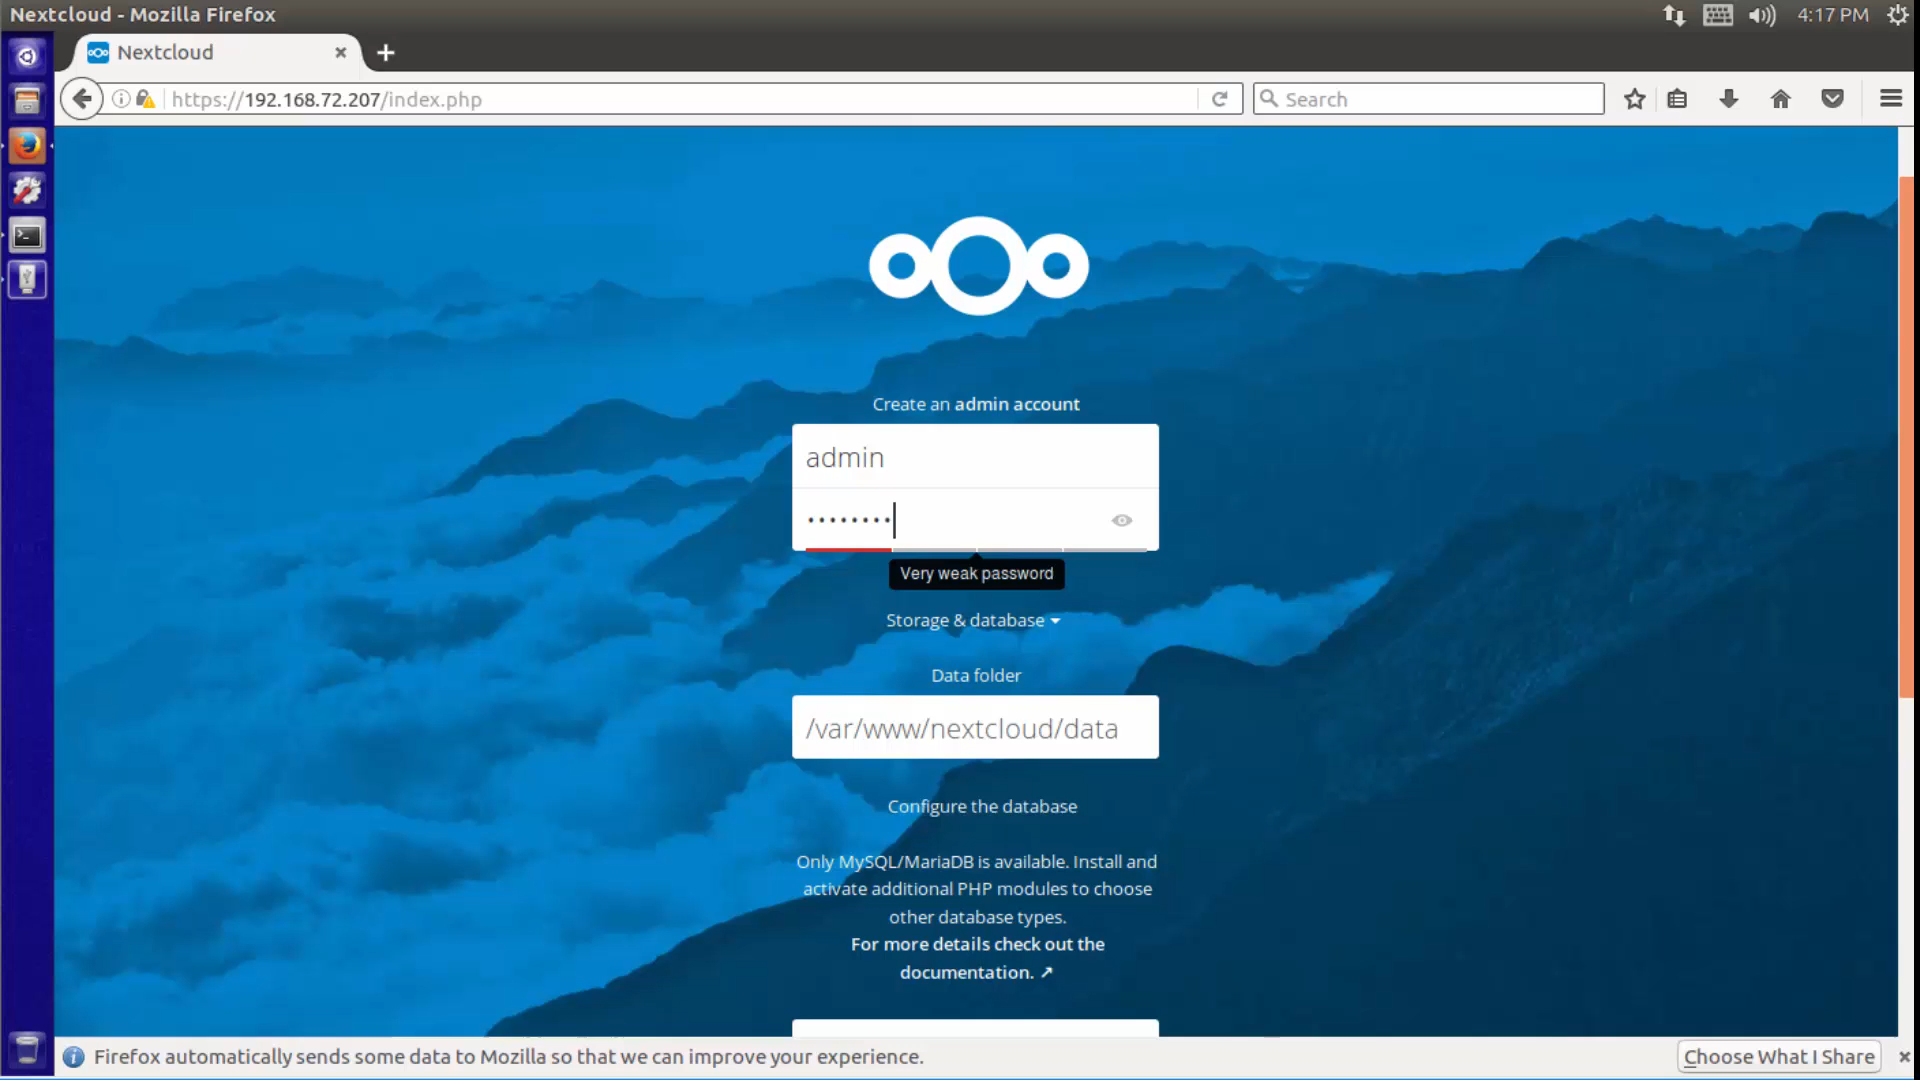 Nextcloud - Mozilla Firefox
4:17 PM
Nextcloud
https://192.168.72.207/index.php
Search
Create an admin account
admin
••••••••
Very weak password
Storage & database
Data folder
/var/www/nextcloud/data
Configure the database
Only MySQL/MariaDB is available. Install and
activate additional PHP modules to choose
other database types.
For more details check out the
documentation. ↗
Firefox automatically sends some data to Mozilla so that we can improve your experience.
Choose What I Share